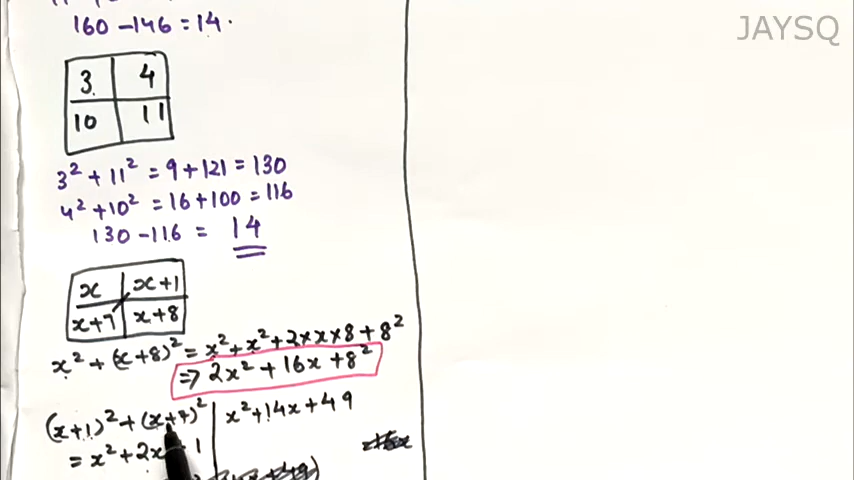 JAYSQ
160 - 146 = 14.
3 4
10 11
3² + 11² = 9 + 121 = 130
4² + 10² = 16 + 100 = 116
130 - 116 = 14
x x+1
x+7 x+8
x² + (x+8)² = x² + x² + 2×x×8 + 8²
⇒ 2x² + 16x + 8²
(x+1)² + (x+7)² | x² + 14x + 49
= x² + 2x + 1